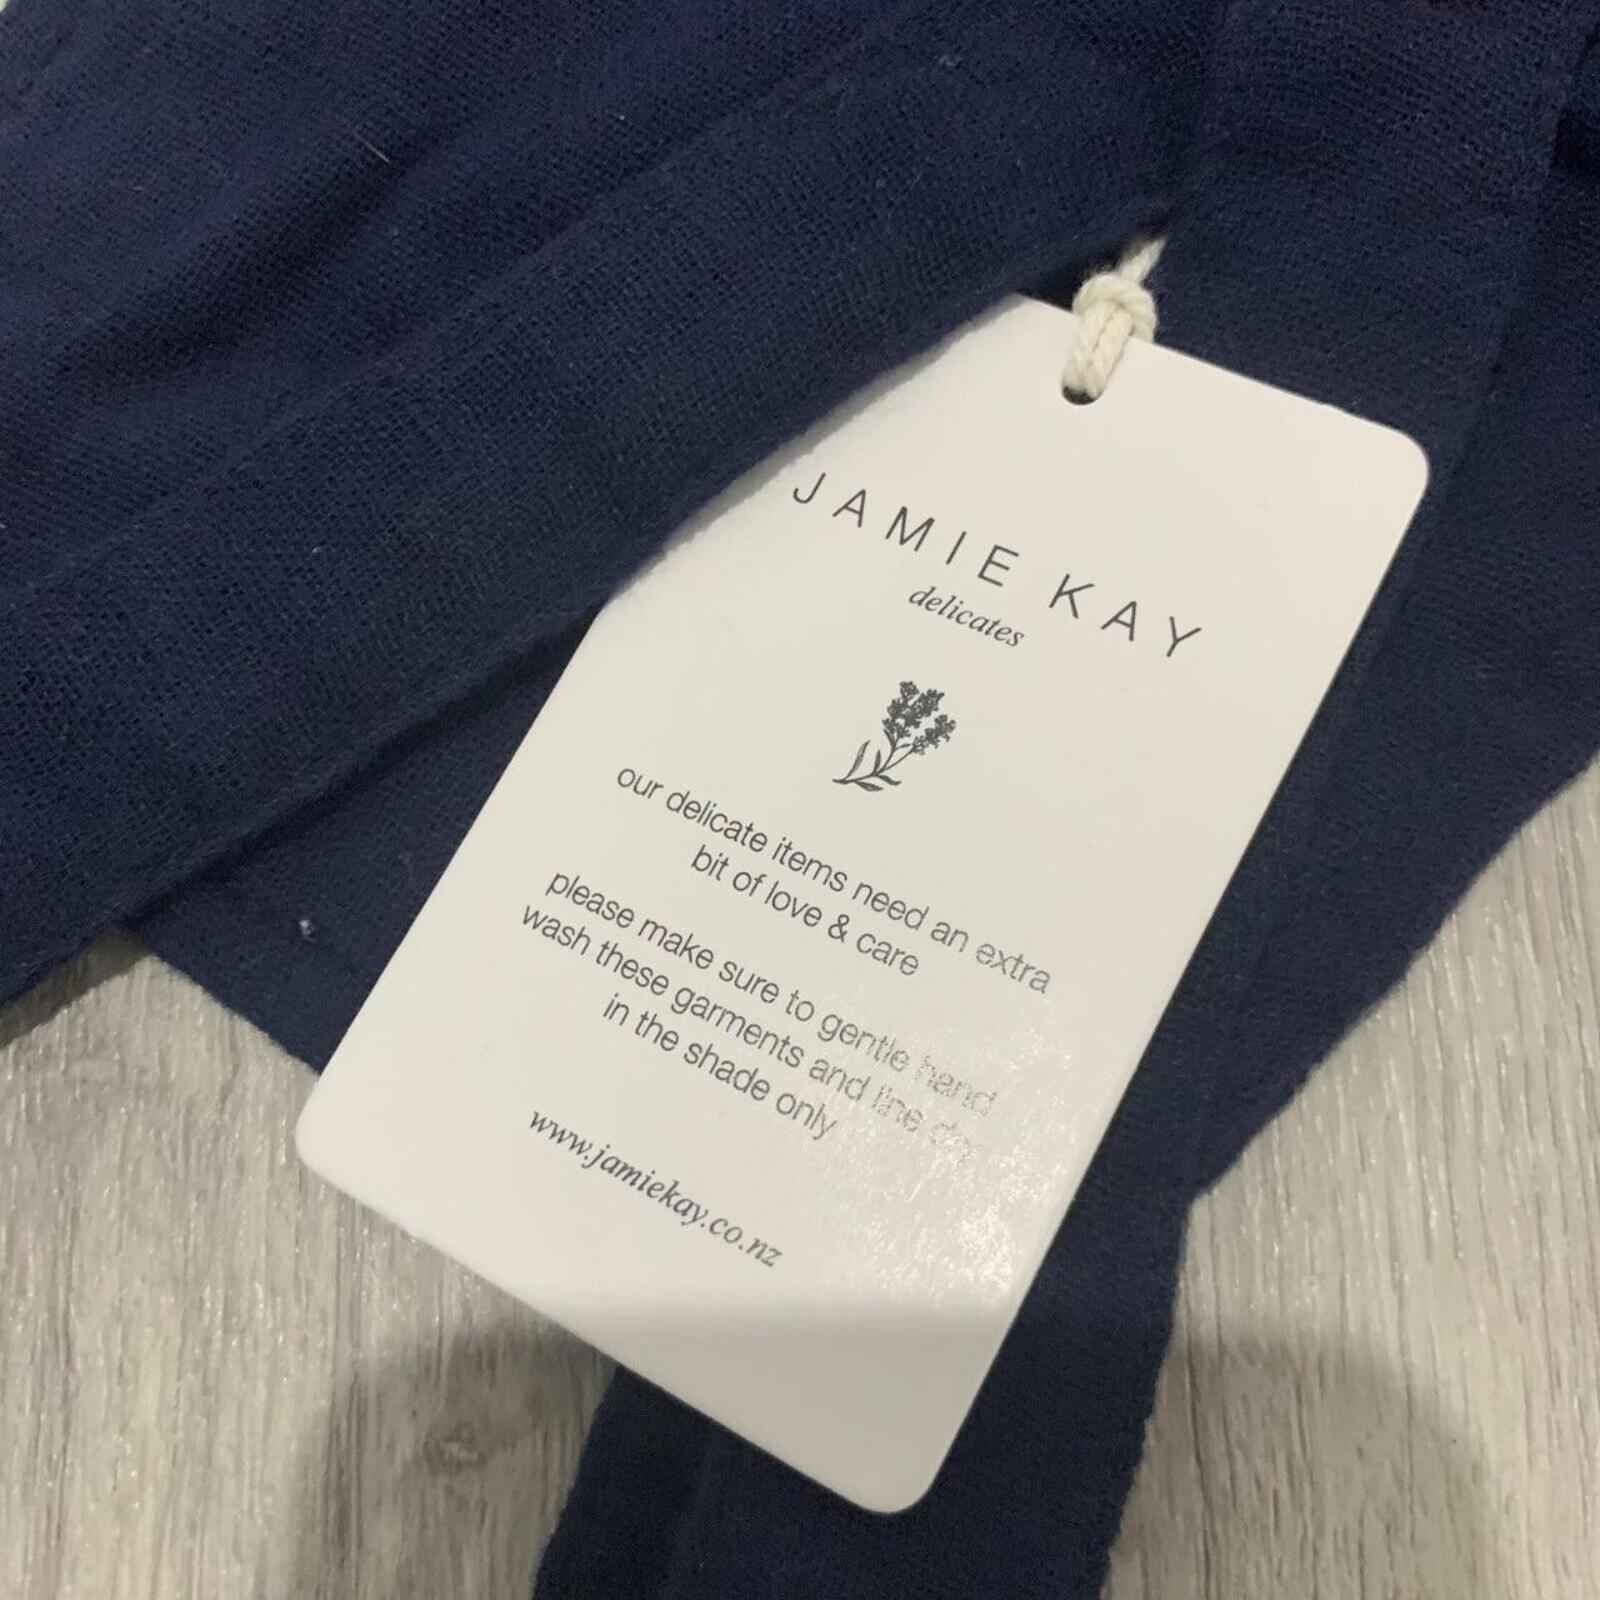 JAMIE KAY
delicates
our delicate items need an extra
bit of love & care
please make sure to gentle hand
wash these garments and line dry
in the shade only
www.jamiekay.co.nz